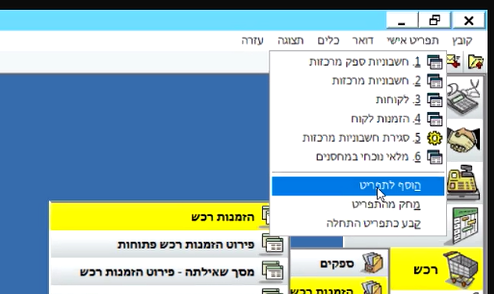 קובץ תפריט אישי דואר כלים תצוגה עזרה
1. חשבוניות ספק מרכזות
2. חשבוניות מרכזות
3. לקוחות
4. הזמנות לקוח
5. סגירת חשבוניות מרכזות
6. מלאי נוכחי במחסנים
הוסף לתפריט
מחק מהתפריט
קבע כתפריט התחלה
הזמנות רכש
פירוט הזמנות רכש פתוחות
מסך שאילתה - פירוט הזמנות רכש
ספקים
הזמנות רכש
רכש